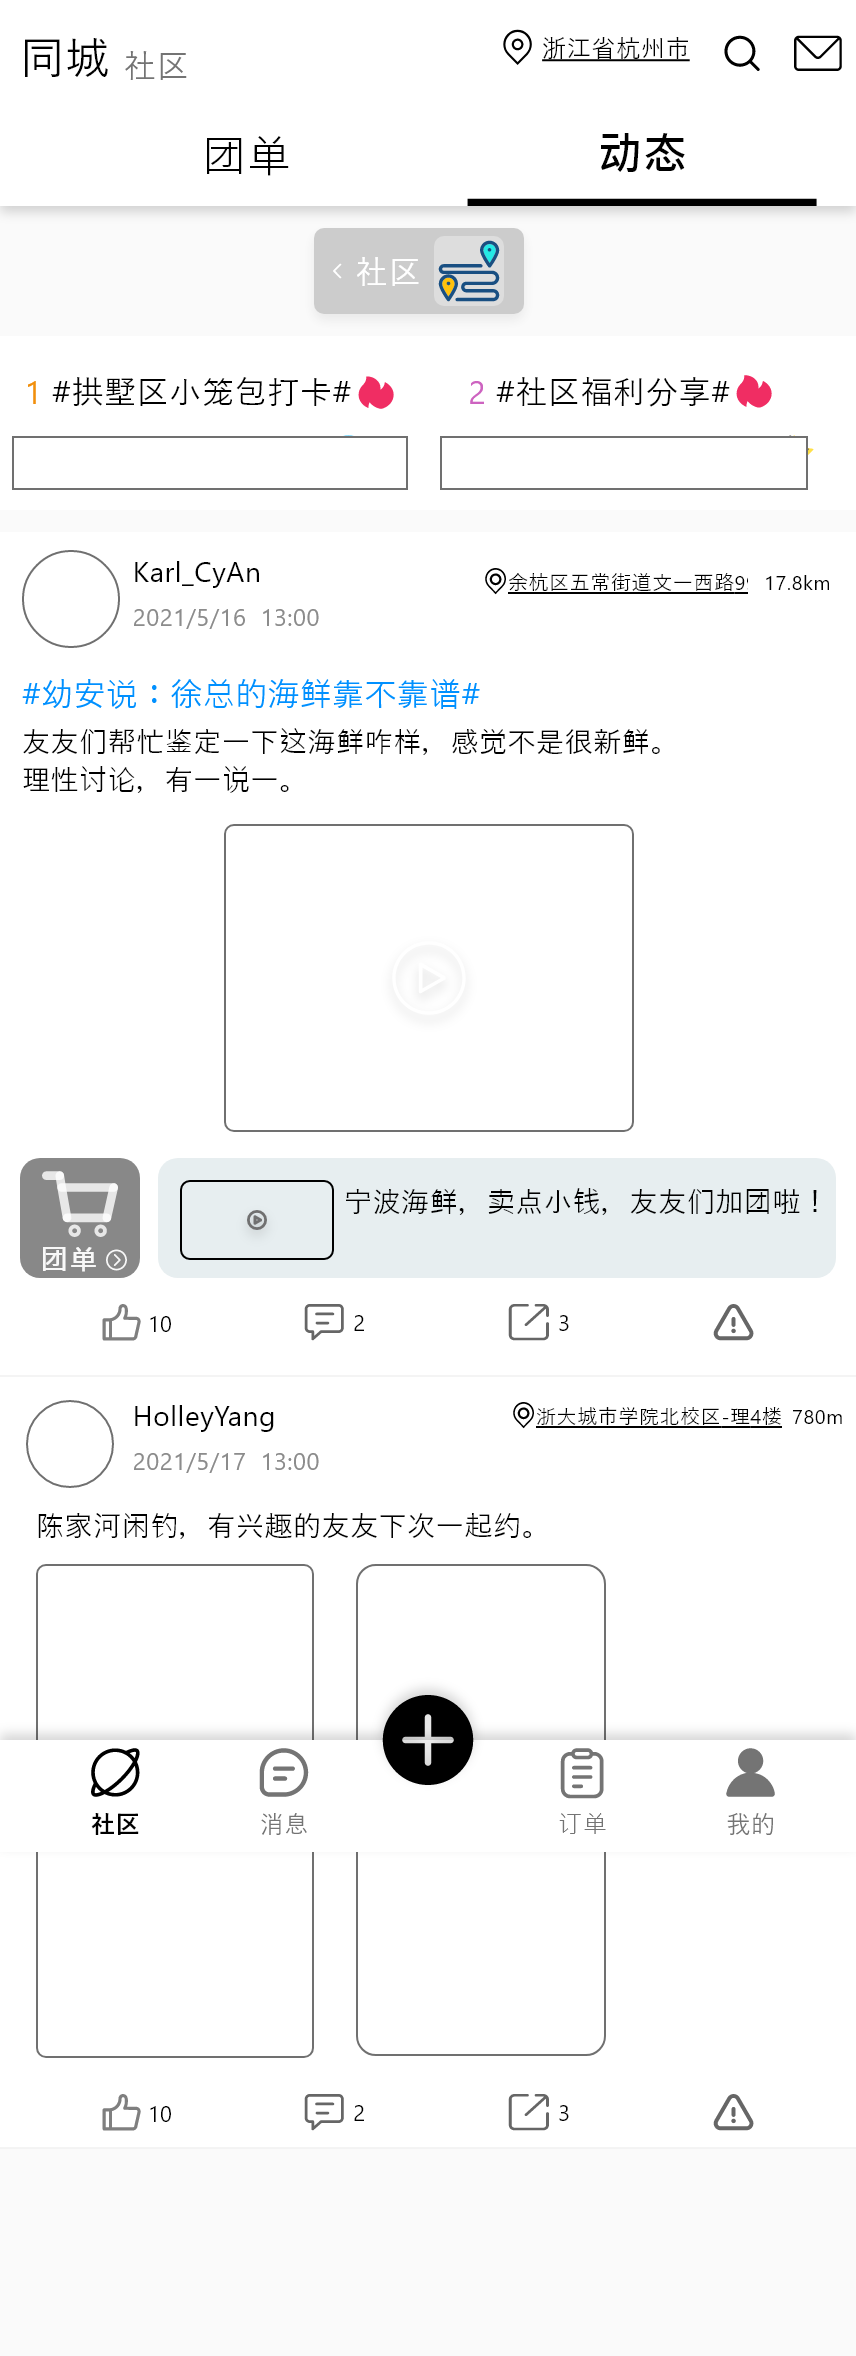 同城 社区
浙江省杭州市
团单
动态
社区
1 #拱墅区小笼包打卡#
2 #社区福利分享#
Karl_CyAn
余杭区五常街道文一西路9 17.8km
2021/5/16 13:00
#幼安说：徐总的海鲜靠不靠谱#
友友们帮忙鉴定一下这海鲜咋样，感觉不是很新鲜。
理性讨论，有一说一。
团单
宁波海鲜，卖点小钱，友友们加团啦！
10
2
3
HolleyYang
浙大城市学院北校区-理4楼 780m
2021/5/17 13:00
陈家河闲钓，有兴趣的友友下次一起约。
社区
消息
订单
我的
10
2
3